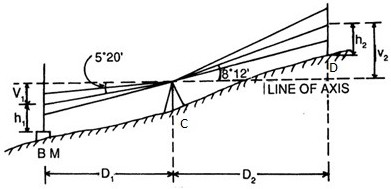 5°20'
h₂
V₂
8°12'
D
V₁
LINE OF AXIS
h₁
C
B M
D₁
D₂